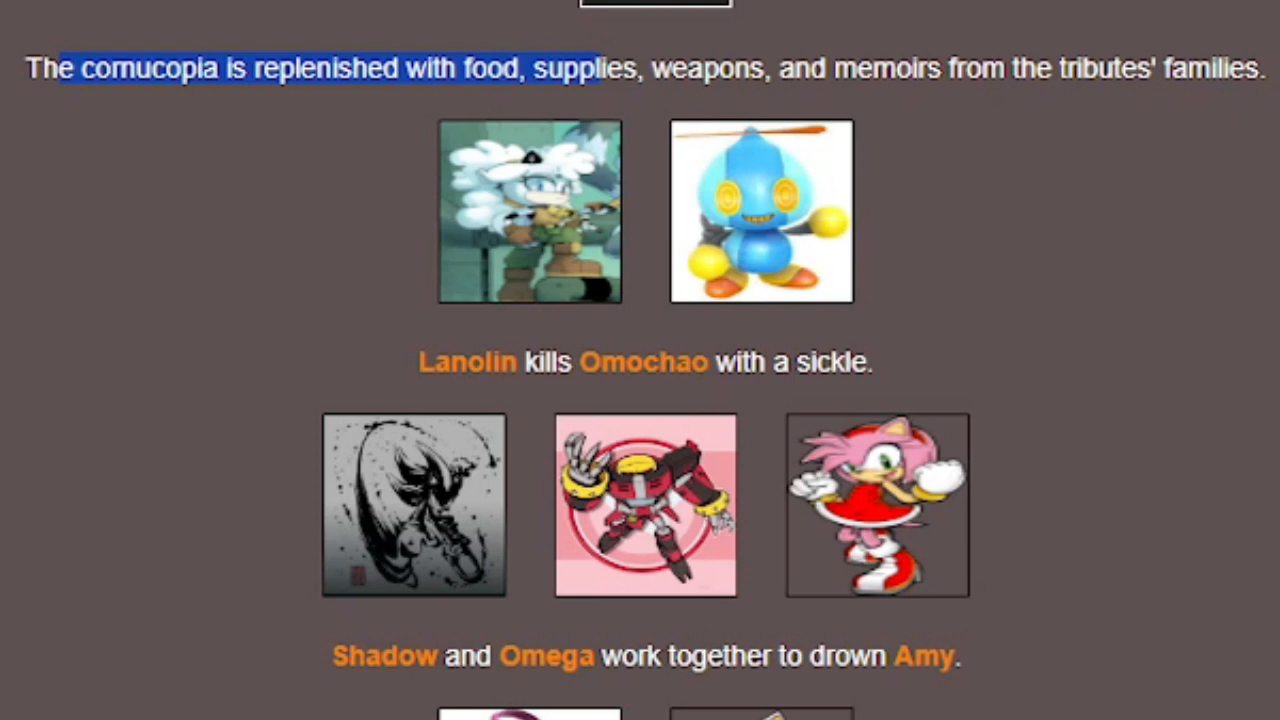 The cornucopia is replenished with food, supplies, weapons, and memoirs from the tributes' families.
Lanolin kills Omochao with a sickle.
Shadow and Omega work together to drown Amy.